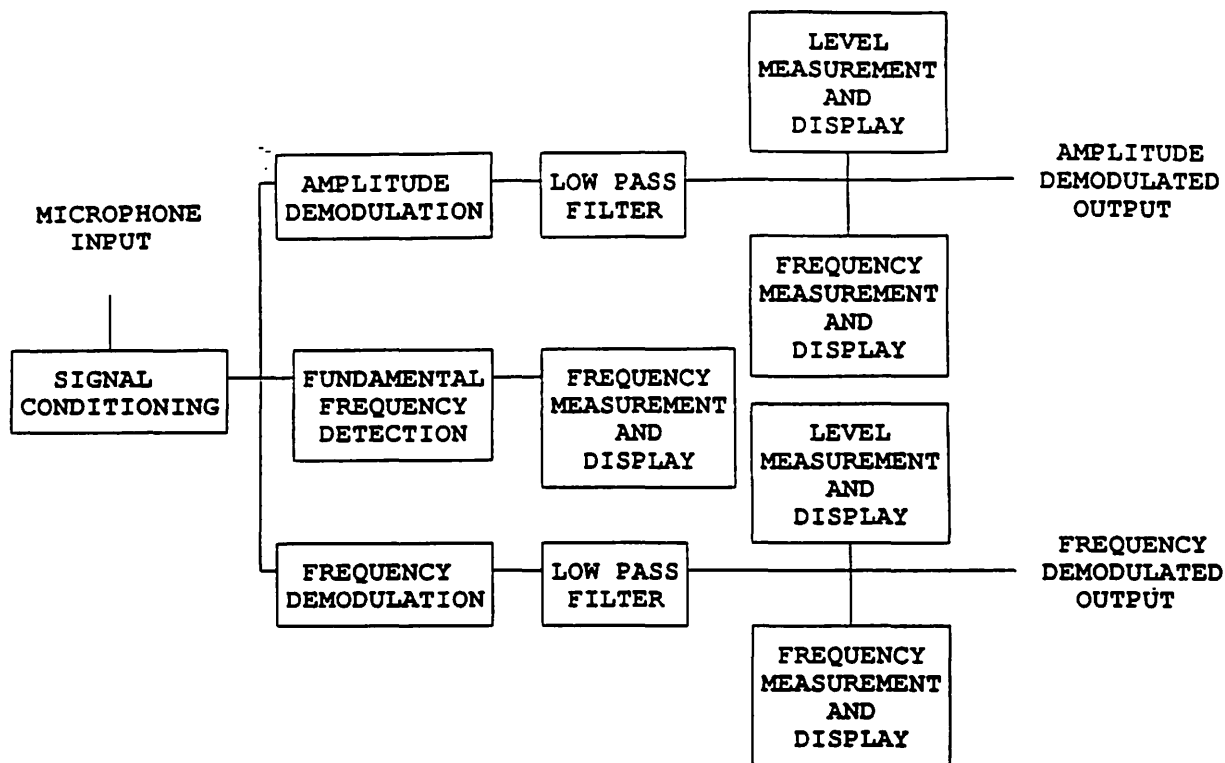 MICROPHONE
INPUT
SIGNAL
CONDITIONING
AMPLITUDE
DEMODULATION
LOW PASS
FILTER
LEVEL
MEASUREMENT
AND
DISPLAY
FREQUENCY
MEASUREMENT
AND
DISPLAY
AMPLITUDE
DEMODULATED
OUTPUT
FUNDAMENTAL
FREQUENCY
DETECTION
FREQUENCY
MEASUREMENT
AND
DISPLAY
FREQUENCY
DEMODULATION
LOW PASS
FILTER
LEVEL
MEASUREMENT
AND
DISPLAY
FREQUENCY
MEASUREMENT
AND
DISPLAY
FREQUENCY
DEMODULATED
OUTPUT